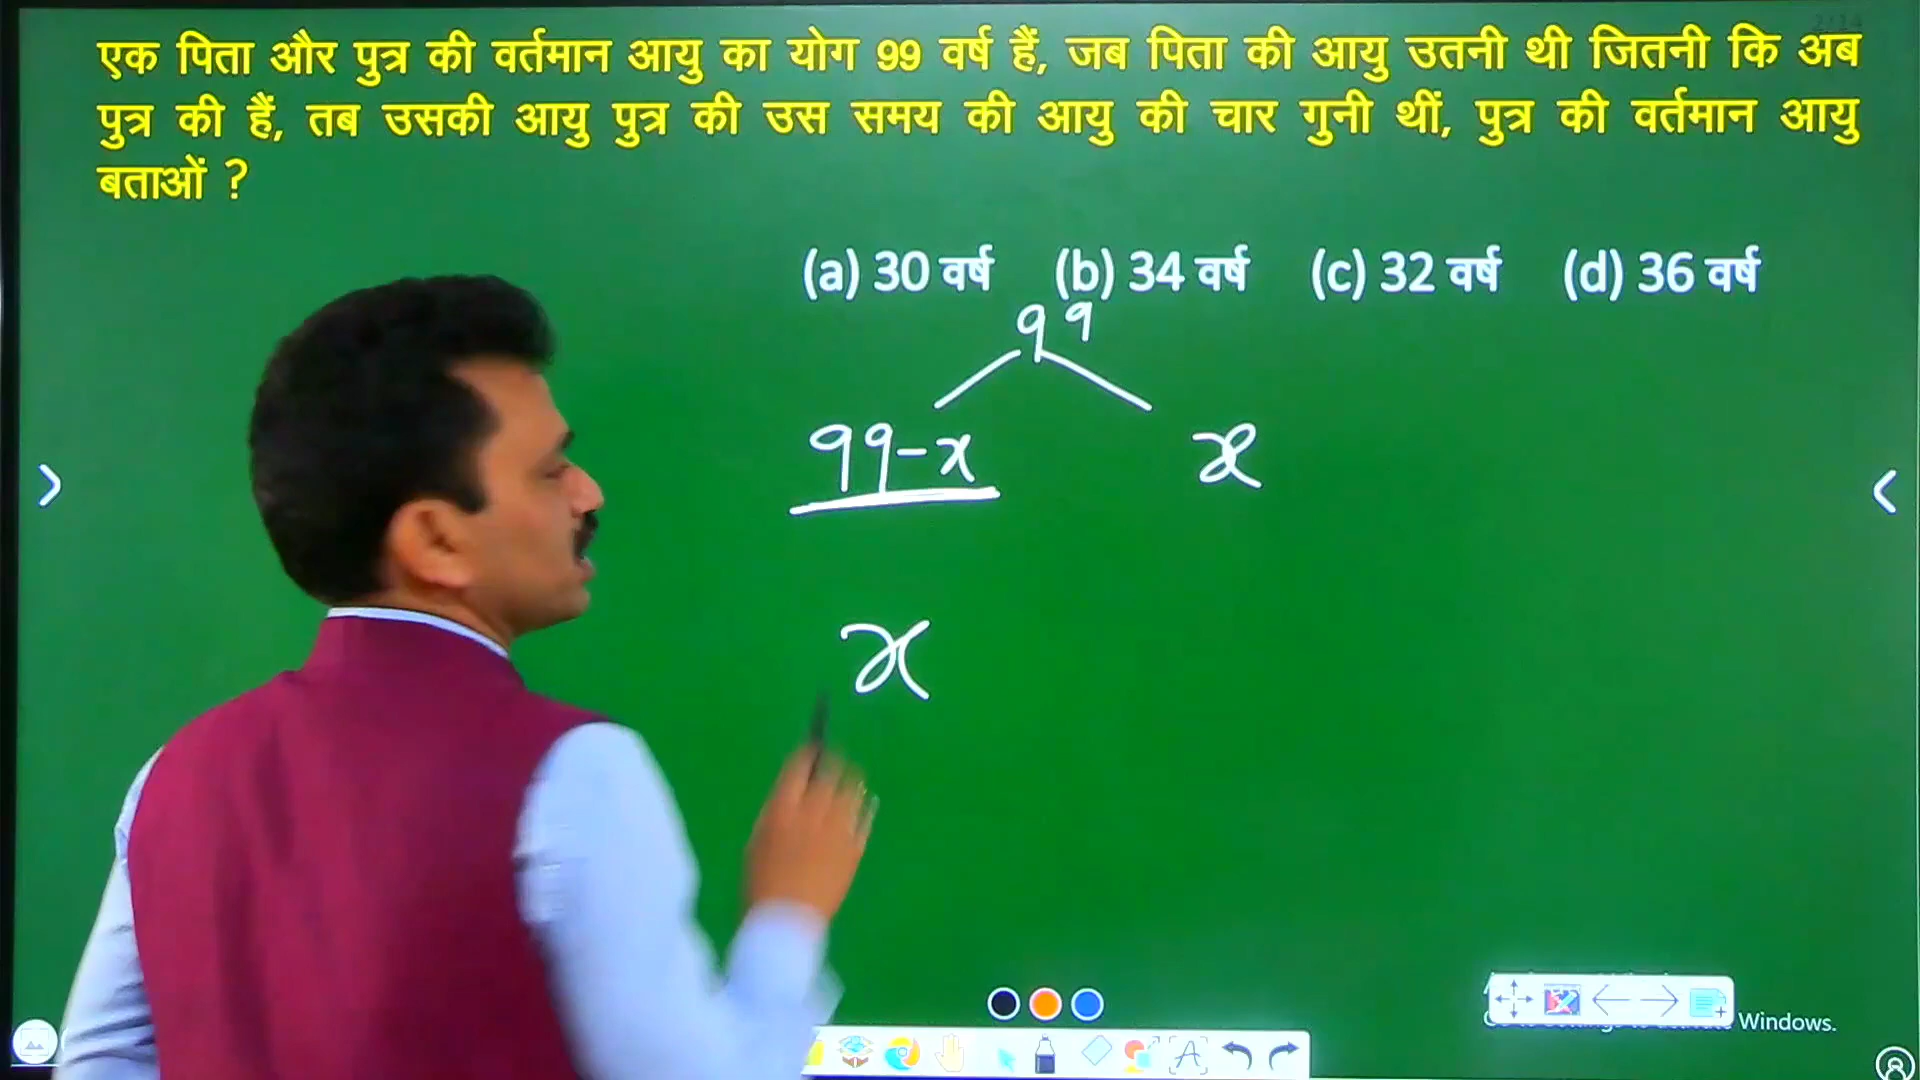 एक पिता और पुत्र की वर्तमान आयु का योग 99 वर्ष हैं, जब पिता की आयु उतनी थी जितनी कि अब
पुत्र की हैं, तब उसकी आयु पुत्र की उस समय की आयु की चार गुनी थीं, पुत्र की वर्तमान आयु
बताओं ?
(a) 30 वर्ष (b) 34 वर्ष (c) 32 वर्ष (d) 36 वर्ष
99
99-x x
x
Windows.